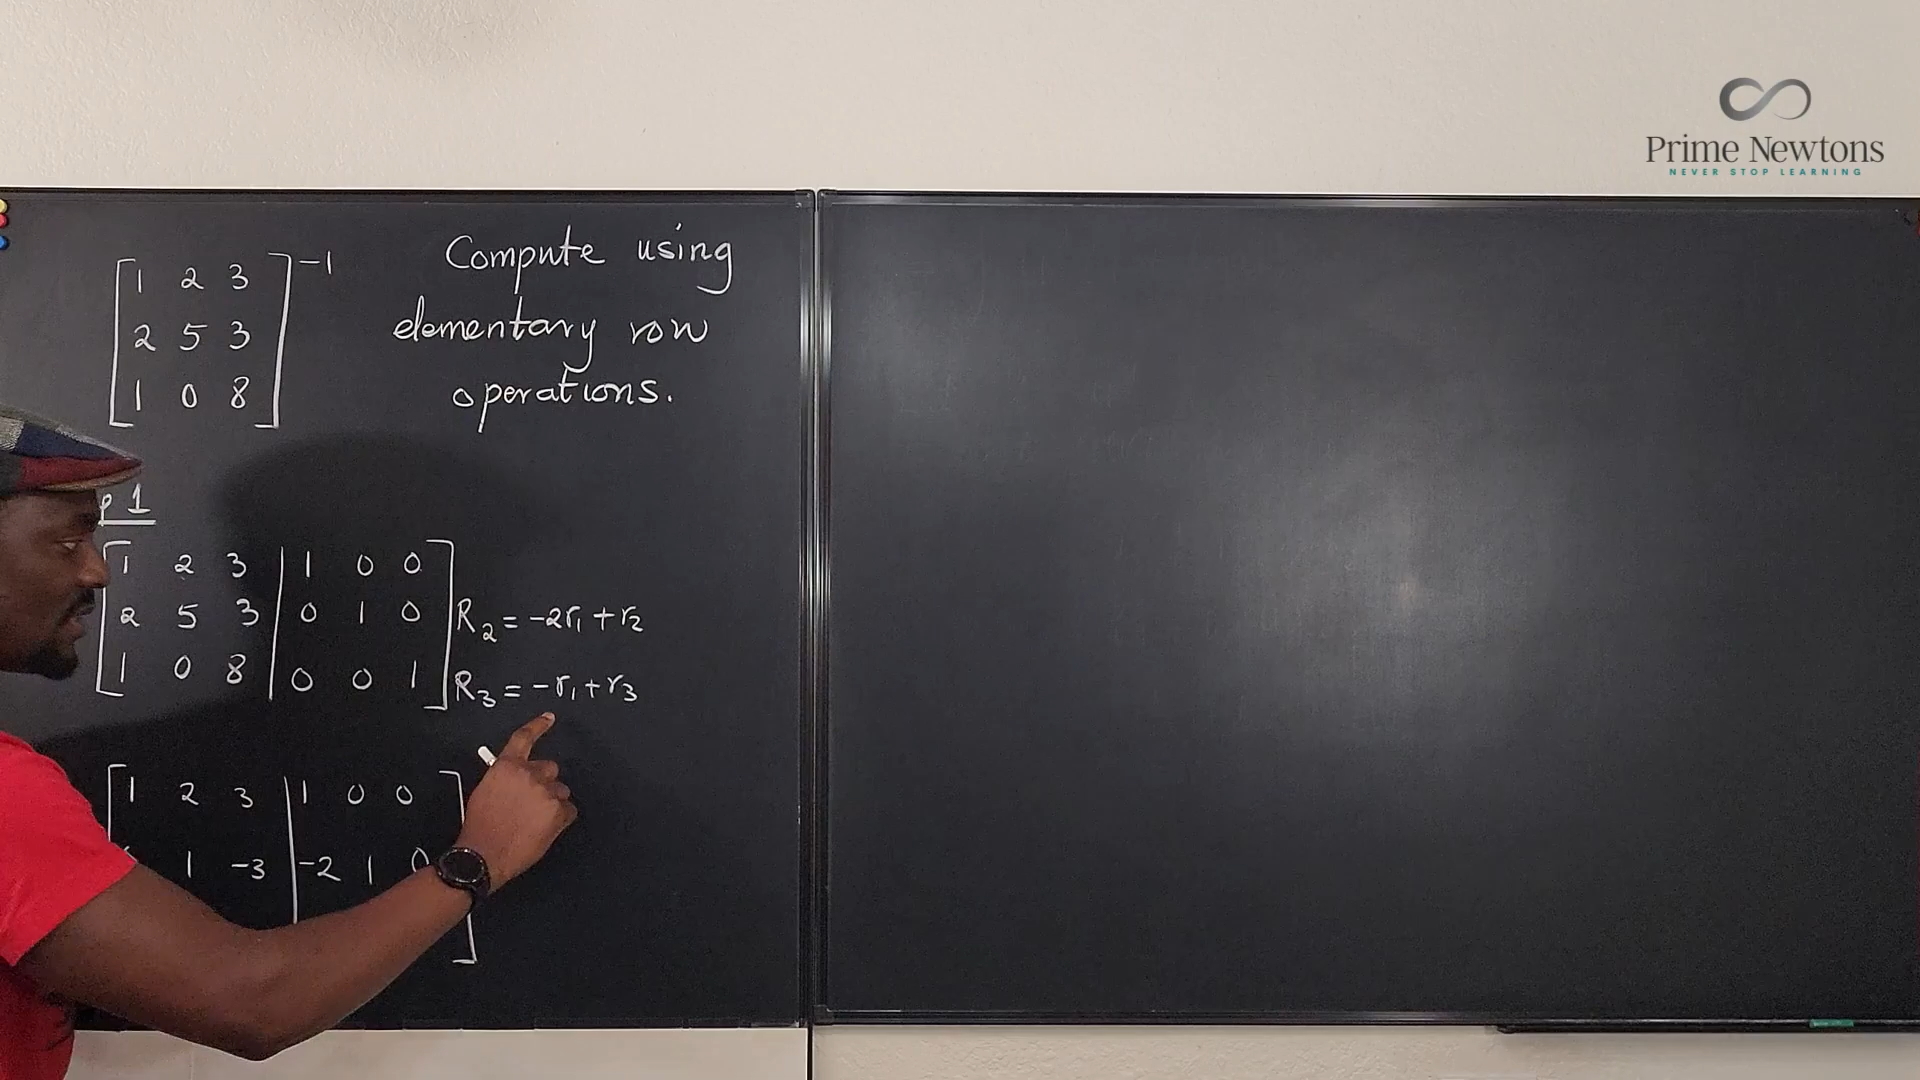 Prime Newtons
NEVER STOP LEARNING
[1 2 3]⁻¹
[2 5 3]
[1 0 8]
Compute using
elementary row
operations.
p 1
[1 2 3 | 1 0 0]
[2 5 3 | 0 1 0] R₂ = -2r₁ + r₂
[1 0 8 | 0 0 1] R₃ = -r₁ + r₃
[1 2 3 | 1 0 0]
1 -3 | -2 1 0